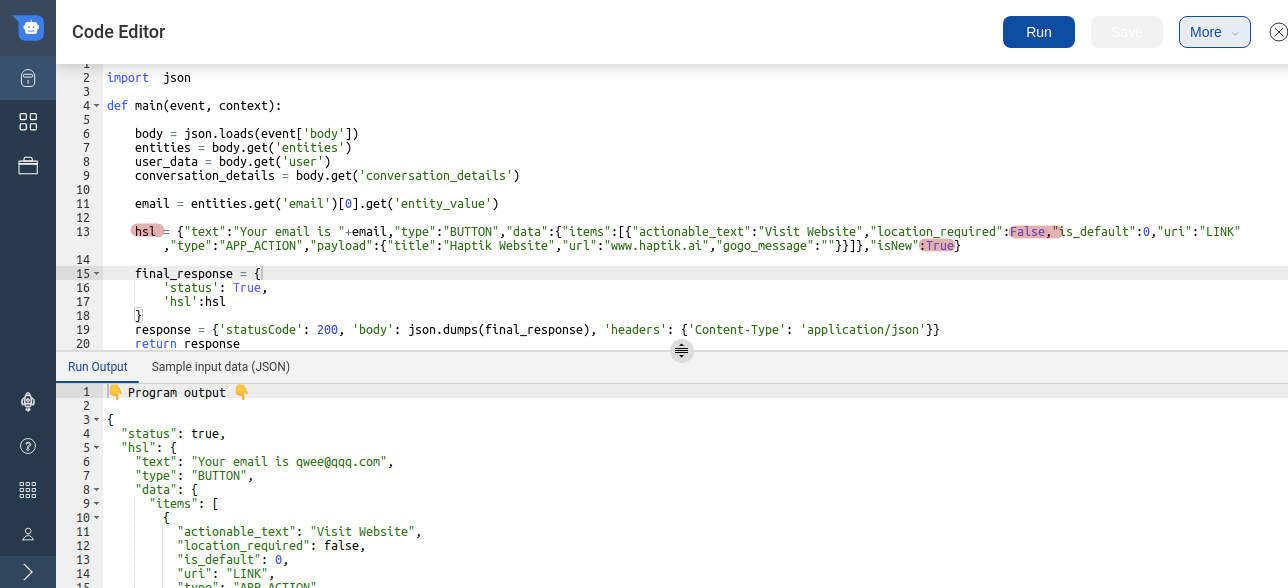 Code Editor
Run
Save
More
1
2 import  json
3
4 def main(event, context):
5
6     body = json.loads(event['body'])
7     entities = body.get('entities')
8     user_data = body.get('user')
9     conversation_details = body.get('conversation_details')
10
11     email = entities.get('email')[0].get('entity_value')
12
13     hsl = {"text":"Your email is "+email,"type":"BUTTON","data":{"items":[{"actionable_text":"Visit Website","location_required":False,"is_default":0,"uri":"LINK"
,"type":"APP_ACTION","payload":{"title":"Haptik Website","url":"www.haptik.ai","gogo_message":""}}]},"isNew":True}
14
15     final_response = {
16         'status': True,
17         'hsl':hsl
18     }
19     response = {'statusCode': 200, 'body': json.dumps(final_response), 'headers': {'Content-Type': 'application/json'}}
20     return response
Run Output
Sample input data (JSON)
1 👇 Program output 👇
2
3 {
4   "status": true,
5   "hsl": {
6     "text": "Your email is qwee@qqq.com",
7     "type": "BUTTON",
8     "data": {
9       "items": [
10         {
11           "actionable_text": "Visit Website",
12           "location_required": false,
13           "is_default": 0,
14           "uri": "LINK",
15           "type": "APP_ACTION"